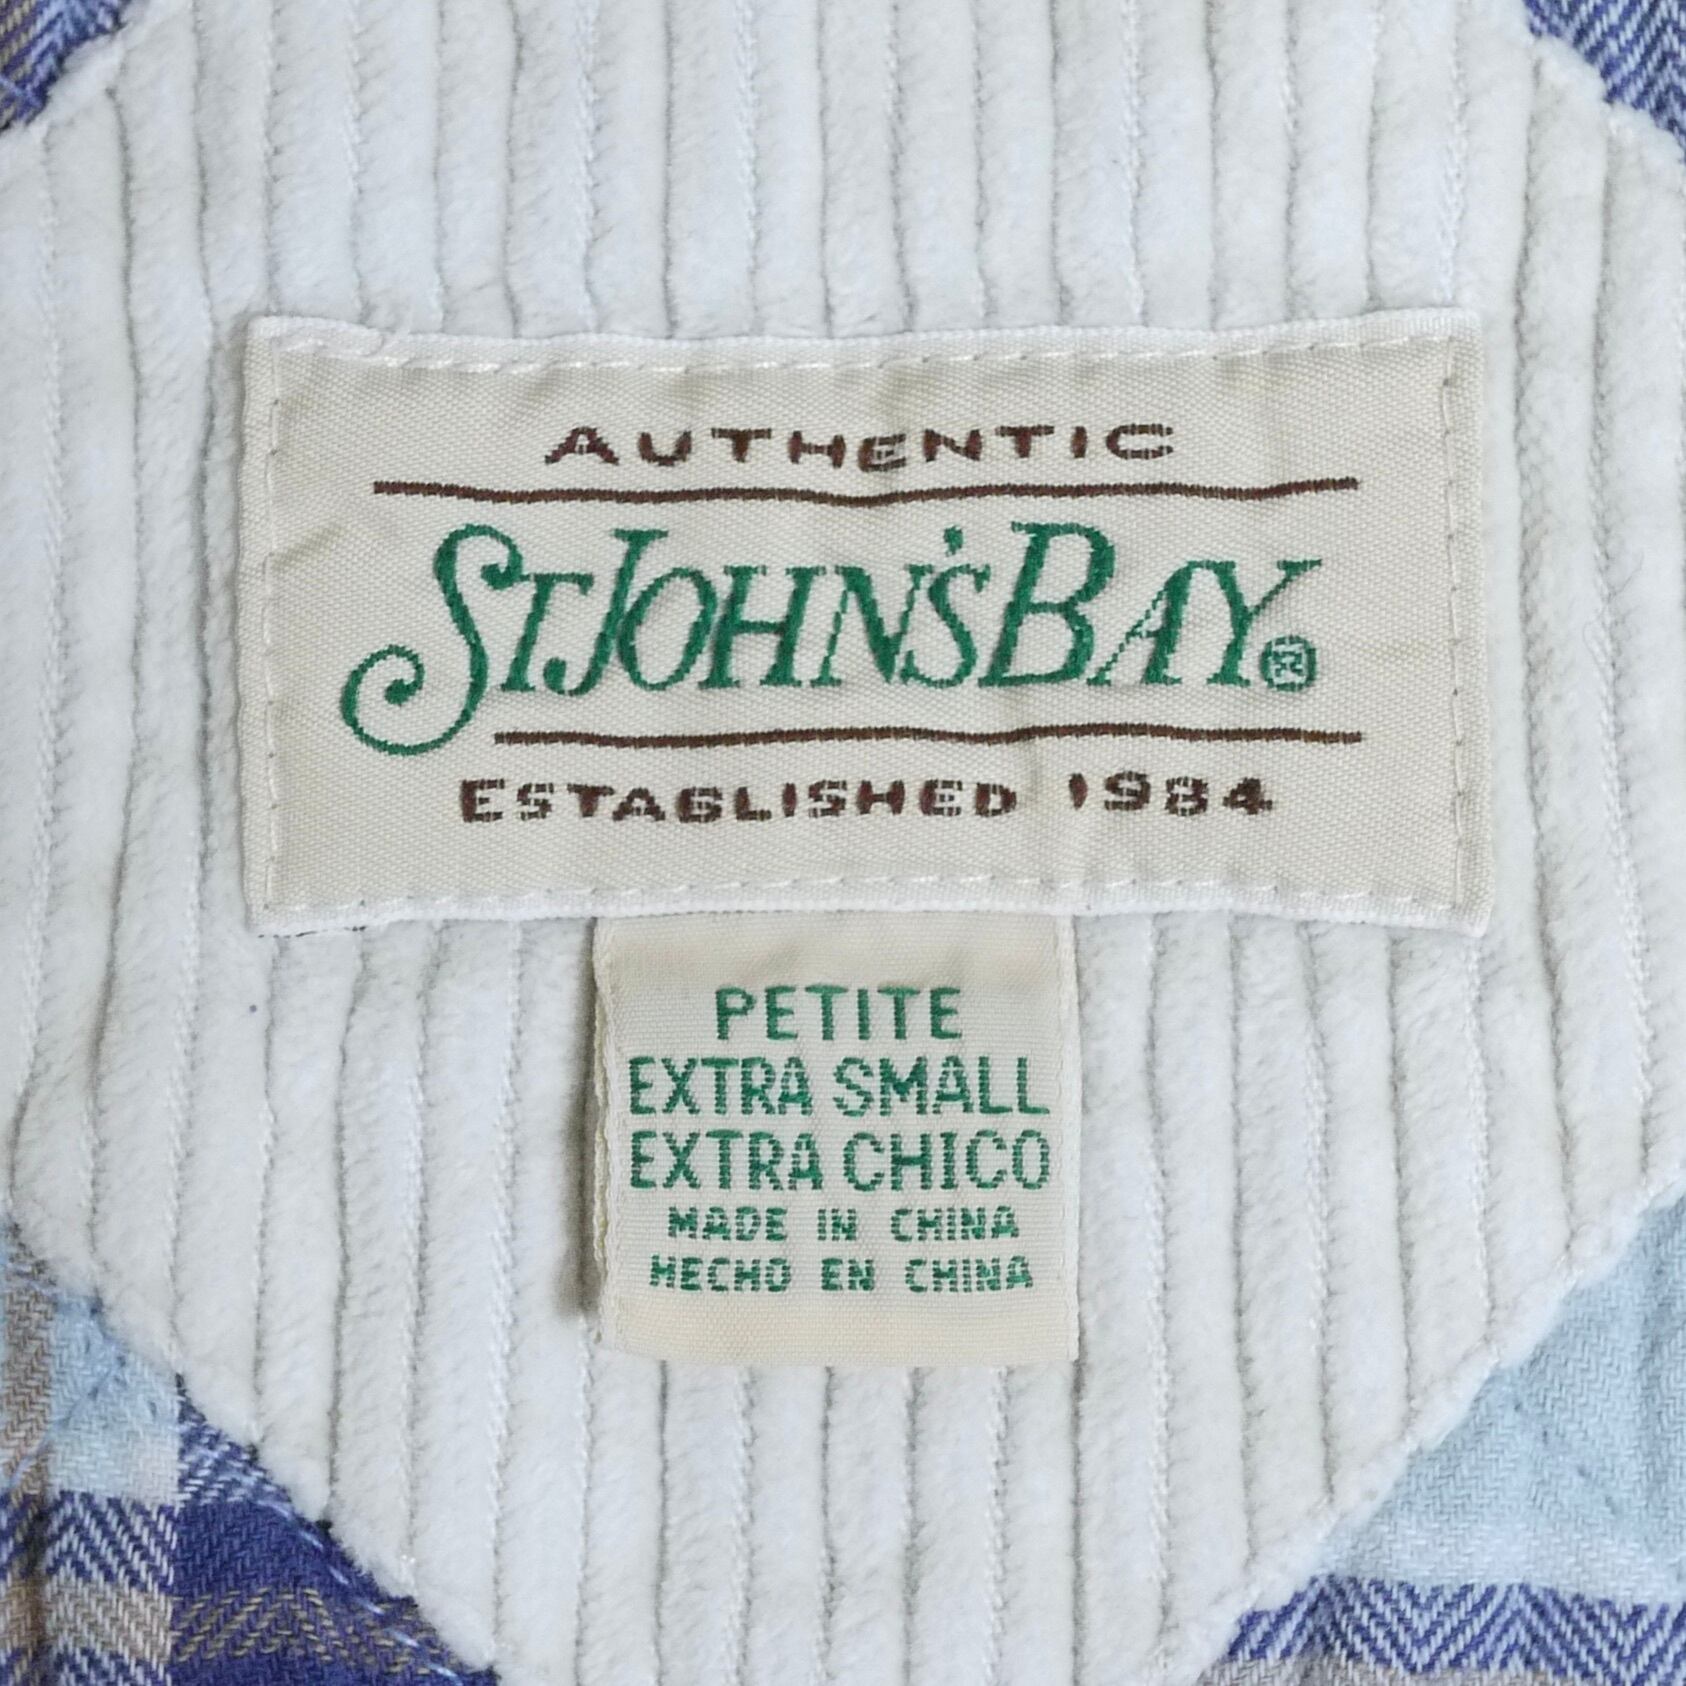 AUTHENTIC
ST. JOHN'S BAY®
ESTABLISHED 1984
PETITE
EXTRA SMALL
EXTRA CHICO
MADE IN CHINA
HECHO EN CHINA